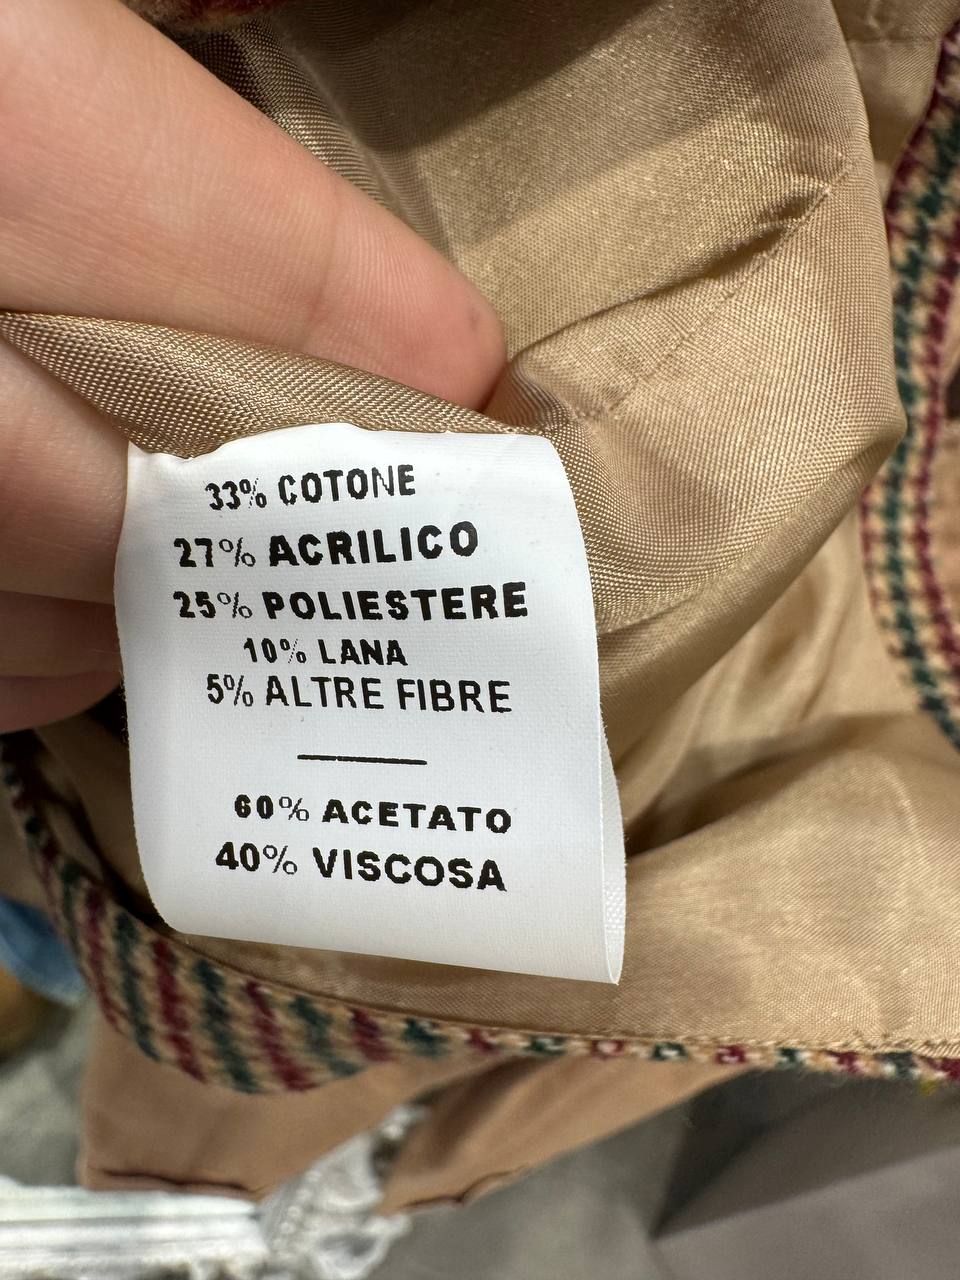 33% COTONE
27% ACRILICO
25% POLIESTERE
10% LANA
5% ALTRE FIBRE
60% ACETATO
40% VISCOSA